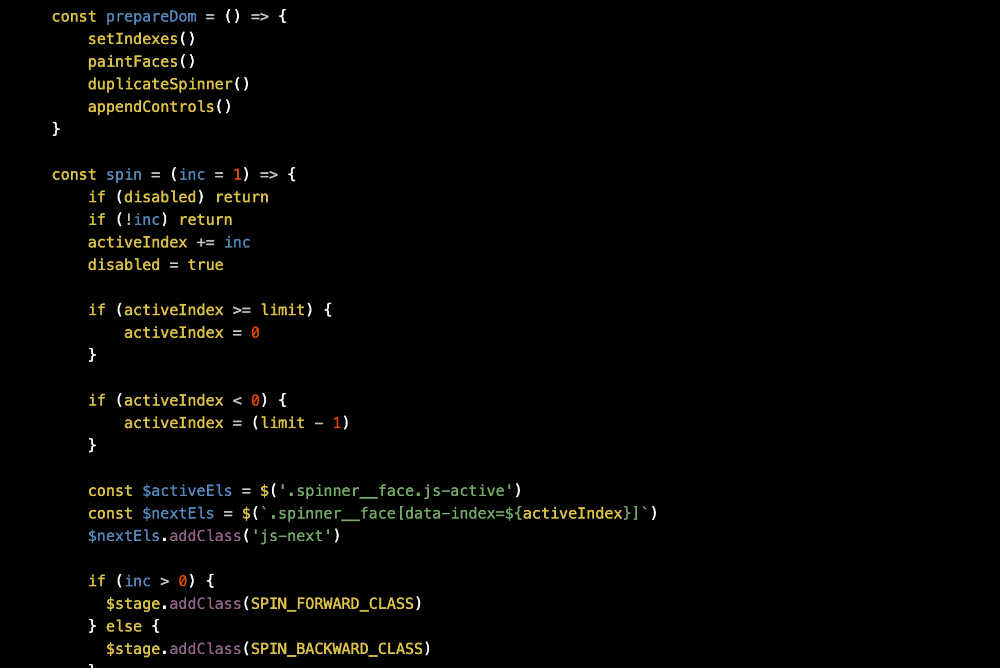 const prepareDom = () => {
setIndexes()
paintFaces()
duplicateSpinner()
appendControls()
}
const spin = (inc = 1) => {
if (disabled) return
if (!inc) return
activeIndex += inc
disabled = true
if (activeIndex >= limit) {
activeIndex = 0
}
if (activeIndex < 0) {
activeIndex = (limit - 1)
}
const $activeEls = $('.spinner__face.js-active')
const $nextEls = $(`.spinner__face[data-index=${activeIndex}]`)
$nextEls.addClass('js-next')
if (inc > 0) {
$stage.addClass(SPIN_FORWARD_CLASS)
} else {
$stage.addClass(SPIN_BACKWARD_CLASS)